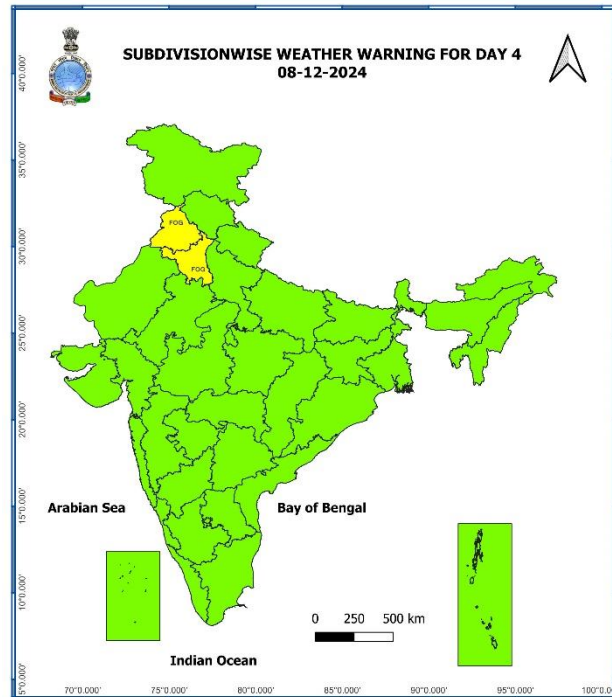 SUBDIVISIONWISE WEATHER WARNING FOR DAY 4
08-12-2024
40°0.000'
35°0.000'
30°0.000'
25°0.000'
20°0.000'
15°0.000'
10°0.000'
5°0.000'
FOG
FOG
Arabian Sea
Bay of Bengal
0 250 500 km
Indian Ocean
70°0.000' 75°0.000' 80°0.000' 85°0.000' 90°0.000' 95°0.000' 100°0.0